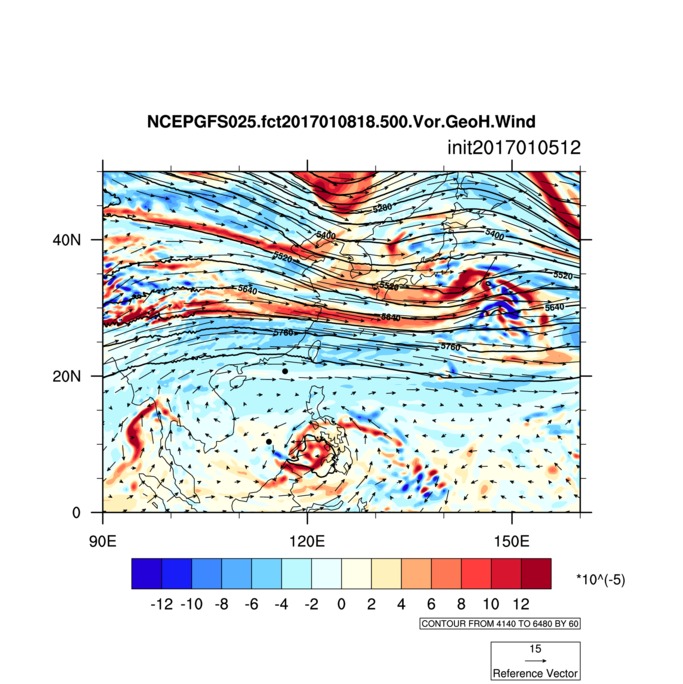 NCEPGFS025.fct2017010818.500.Vor.GeoH.Wind
init2017010512
40N
20N
0
90E 120E 150E
5280
5400
5400
5520
5520
5520
5640
5640
5640
5760
5760
-12 -10 -8 -6 -4 -2 0 2 4 6 8 10 12
*10^(-5)
CONTOUR FROM 4140 TO 6480 BY 60
15
Reference Vector